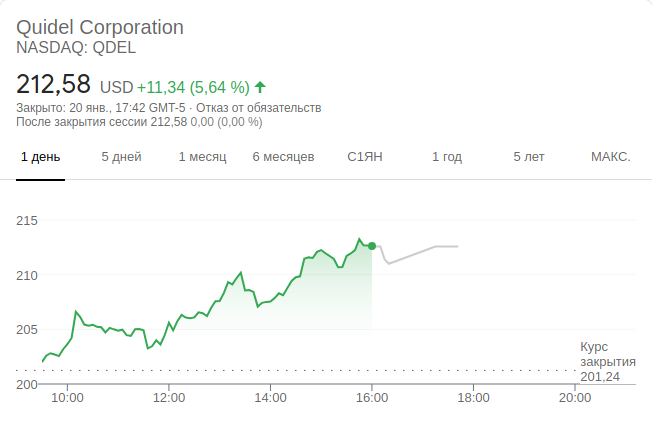 Quidel Corporation
NASDAQ: QDEL
212,58 USD +11,34 (5,64 %)
Закрыто: 20 янв., 17:42 GMT-5 · Отказ от обязательств
После закрытия сессии 212,58 0,00 (0,00 %)
1 день 5 дней 1 месяц 6 месяцев С1ЯН 1 год 5 лет МАКС.
215
210
205
Курс
закрытия
201,24
200
10:00 12:00 14:00 16:00 18:00 20:00